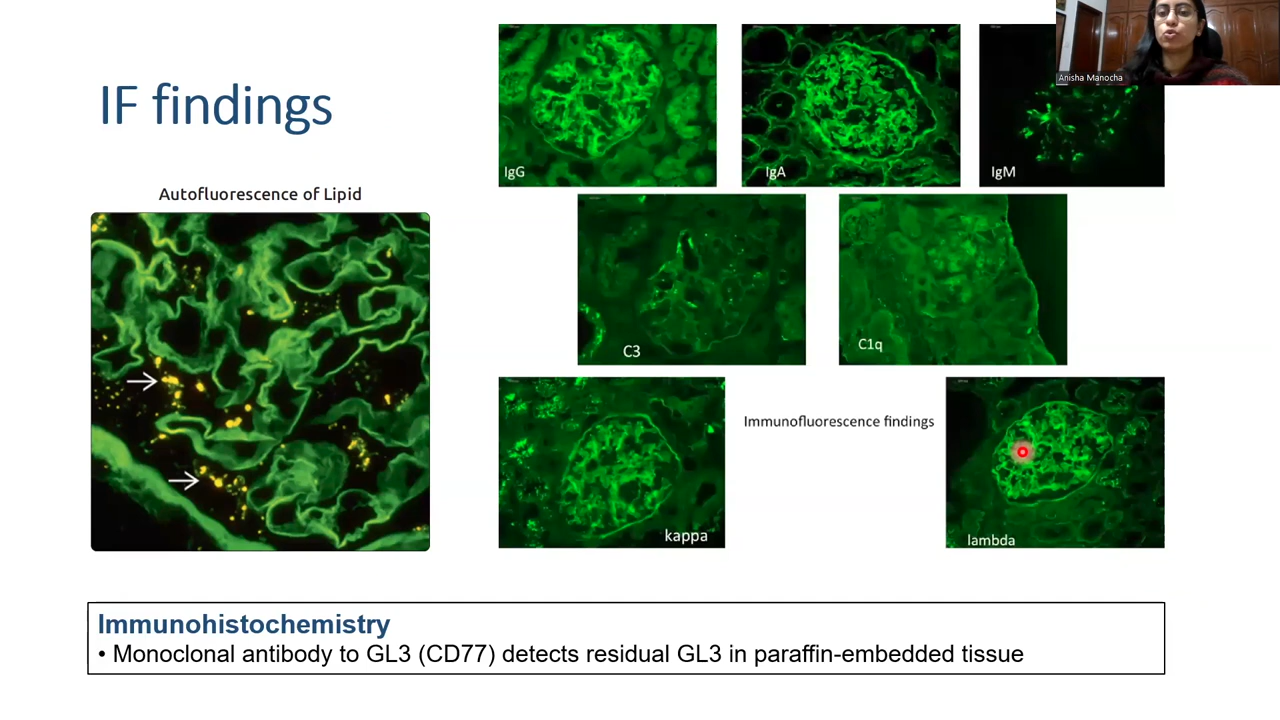 Anisha Manocha
IF findings
IgG
IgA
IgM
Autofluorescence of Lipid
C3
C1q
Immunofluorescence findings
kappa
lambda
Immunohistochemistry
• Monoclonal antibody to GL3 (CD77) detects residual GL3 in paraffin-embedded tissue